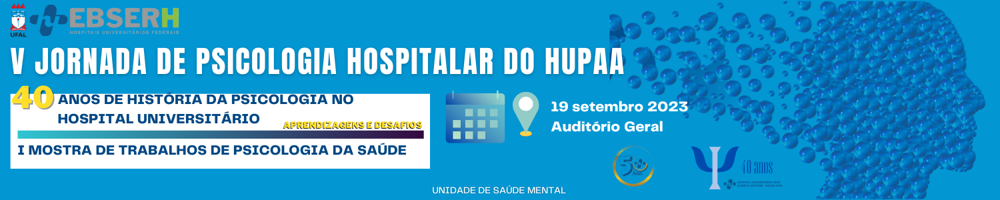 UFAL
EBSERH
HOSPITAIS UNIVERSITÁRIOS FEDERAIS
V JORNADA DE PSICOLOGIA HOSPITALAR DO HUPAA
40 ANOS DE HISTÓRIA DA PSICOLOGIA NO
HOSPITAL UNIVERSITÁRIO
APRENDIZAGENS E DESAFIOS
I MOSTRA DE TRABALHOS DE PSICOLOGIA DA SAÚDE
19 setembro 2023
Auditório Geral
50
Anos
40 anos
HOSPITAL UNIVERSITÁRIO PROF
ALBERTO ANTUNES - HUPAA-UFAL
UNIDADE DE SAÚDE MENTAL